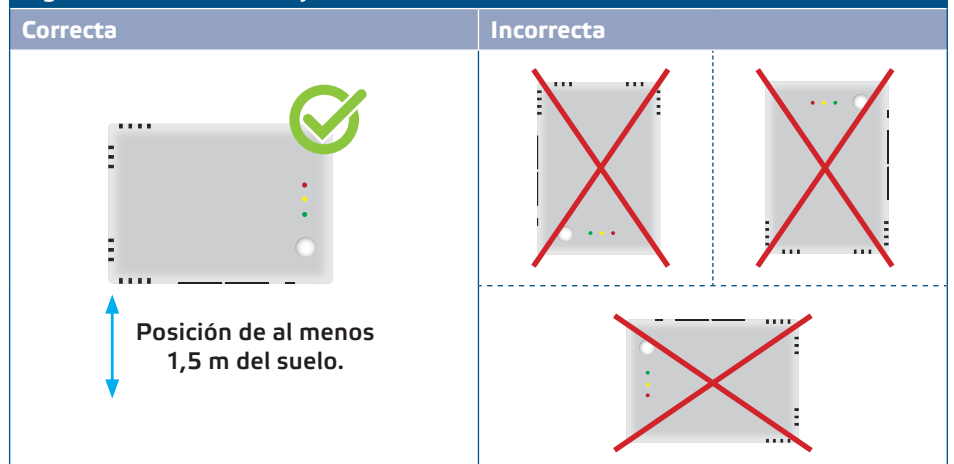 Correcta
Incorrecta
Posición de al menos
1,5 m del suelo.